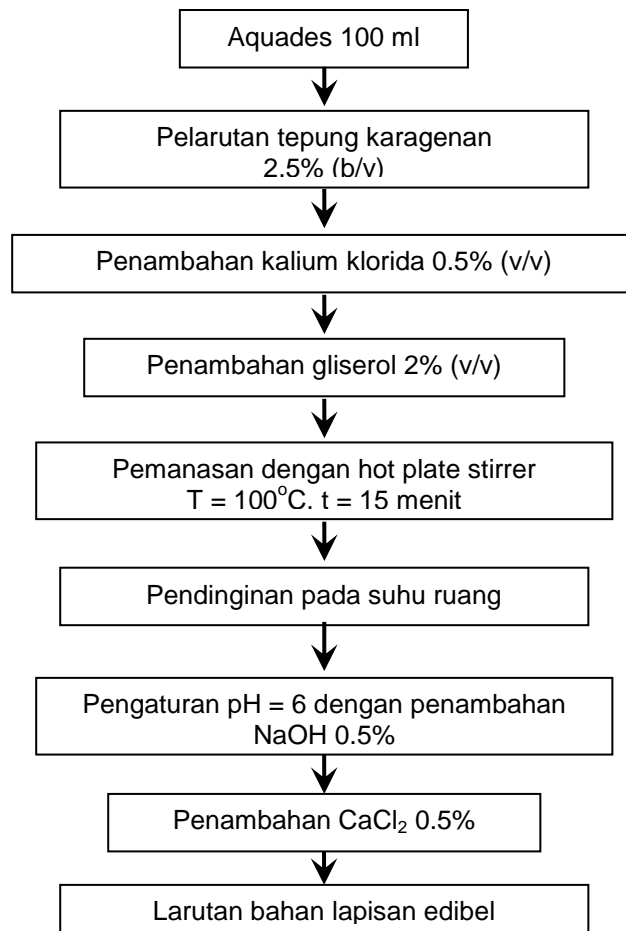 Aquades 100 ml
Pelarutan tepung karagenan
2.5% (b/v)
Penambahan kalium klorida 0.5% (v/v)
Penambahan gliserol 2% (v/v)
Pemanasan dengan hot plate stirrer
T = 100°C. t = 15 menit
Pendinginan pada suhu ruang
Pengaturan pH = 6 dengan penambahan
NaOH 0.5%
Penambahan CaCl₂ 0.5%
Larutan bahan lapisan edibel